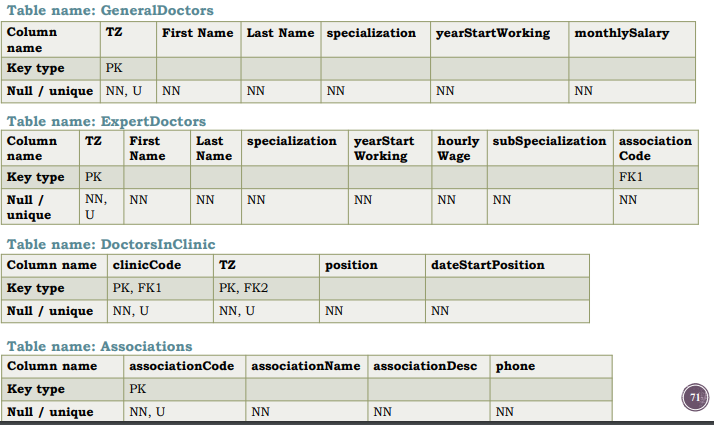 Table name: GeneralDoctors
Column name TZ First Name Last Name specialization yearStartWorking monthlySalary
Key type PK
Null / unique NN, U NN NN NN NN NN
Table name: ExpertDoctors
Column name TZ First Name Last Name specialization yearStart Working hourly Wage subSpecialization association Code
Key type PK FK1
Null / unique NN, U NN NN NN NN NN NN NN
Table name: DoctorsInClinic
Column name clinicCode TZ position dateStartPosition
Key type PK, FK1 PK, FK2
Null / unique NN, U NN, U NN NN
Table name: Associations
Column name associationCode associationName associationDesc phone
Key type PK
Null / unique NN, U NN NN NN
71